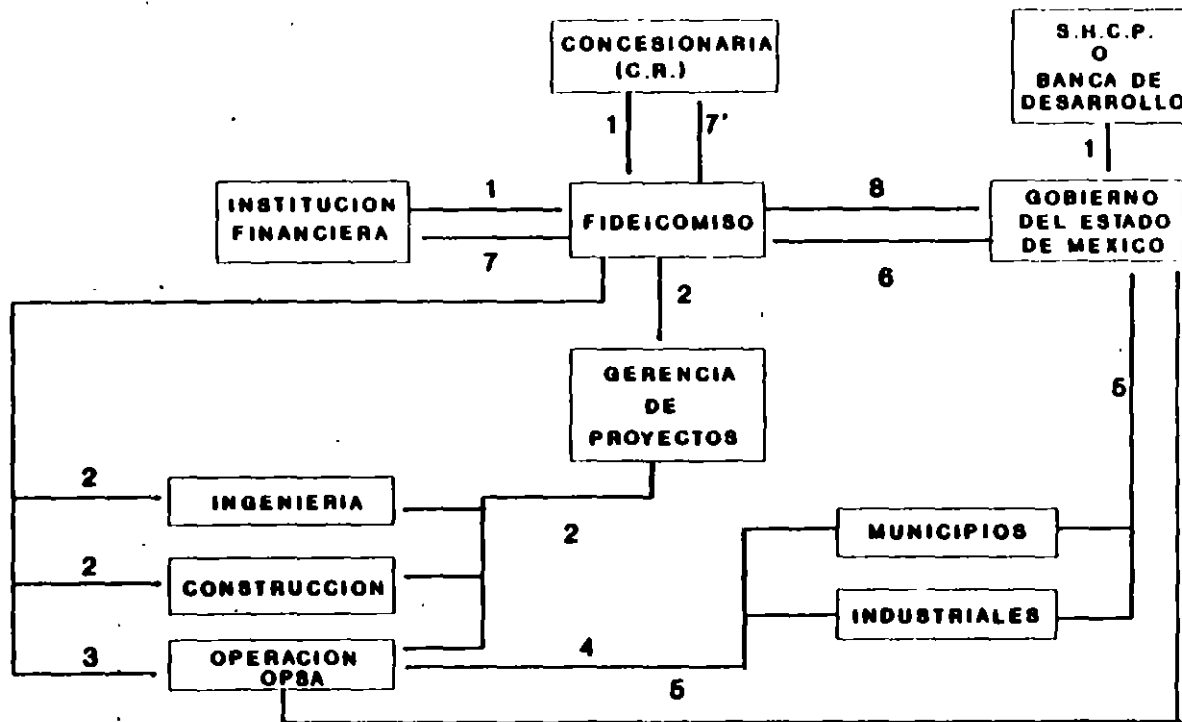 CONCESIONARIA
(C.R.)
S.H.C.P.
O
BANCA DE
DESARROLLO
1
7'
1
INSTITUCION
FINANCIERA
1
7
FIDEICOMISO
8
6
GOBIERNO
DEL ESTADO
DE MEXICO
2
GERENCIA
DE
PROYECTOS
5
2
INGENIERIA
2
MUNICIPIOS
2
CONSTRUCCION
INDUSTRIALES
3
OPERACION
OPSA
4
5